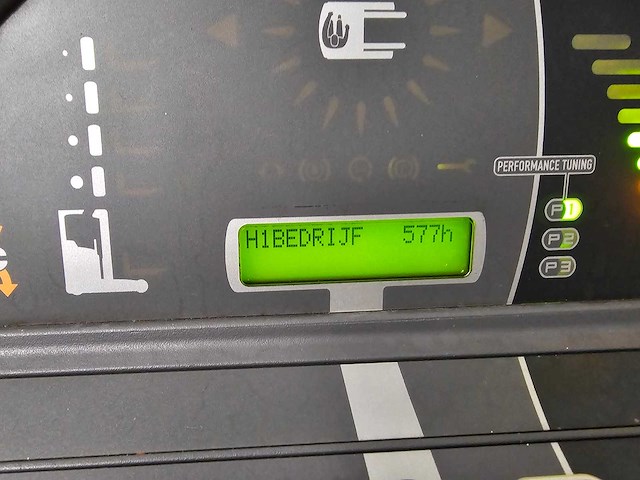 PERFORMANCE TUNING
P1
H1BEDRIJF 577h
P2
P3